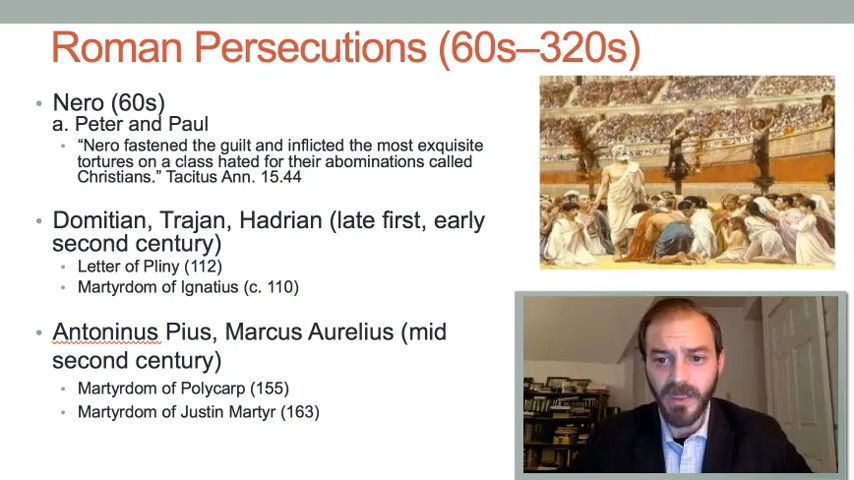 Roman Persecutions (60s–320s)
• Nero (60s)
a. Peter and Paul
• “Nero fastened the guilt and inflicted the most exquisite
tortures on a class hated for their abominations called
Christians.” Tacitus Ann. 15.44
• Domitian, Trajan, Hadrian (late first, early
second century)
• Letter of Pliny (112)
• Martyrdom of Ignatius (c. 110)
• Antoninus Pius, Marcus Aurelius (mid
second century)
• Martyrdom of Polycarp (155)
• Martyrdom of Justin Martyr (163)